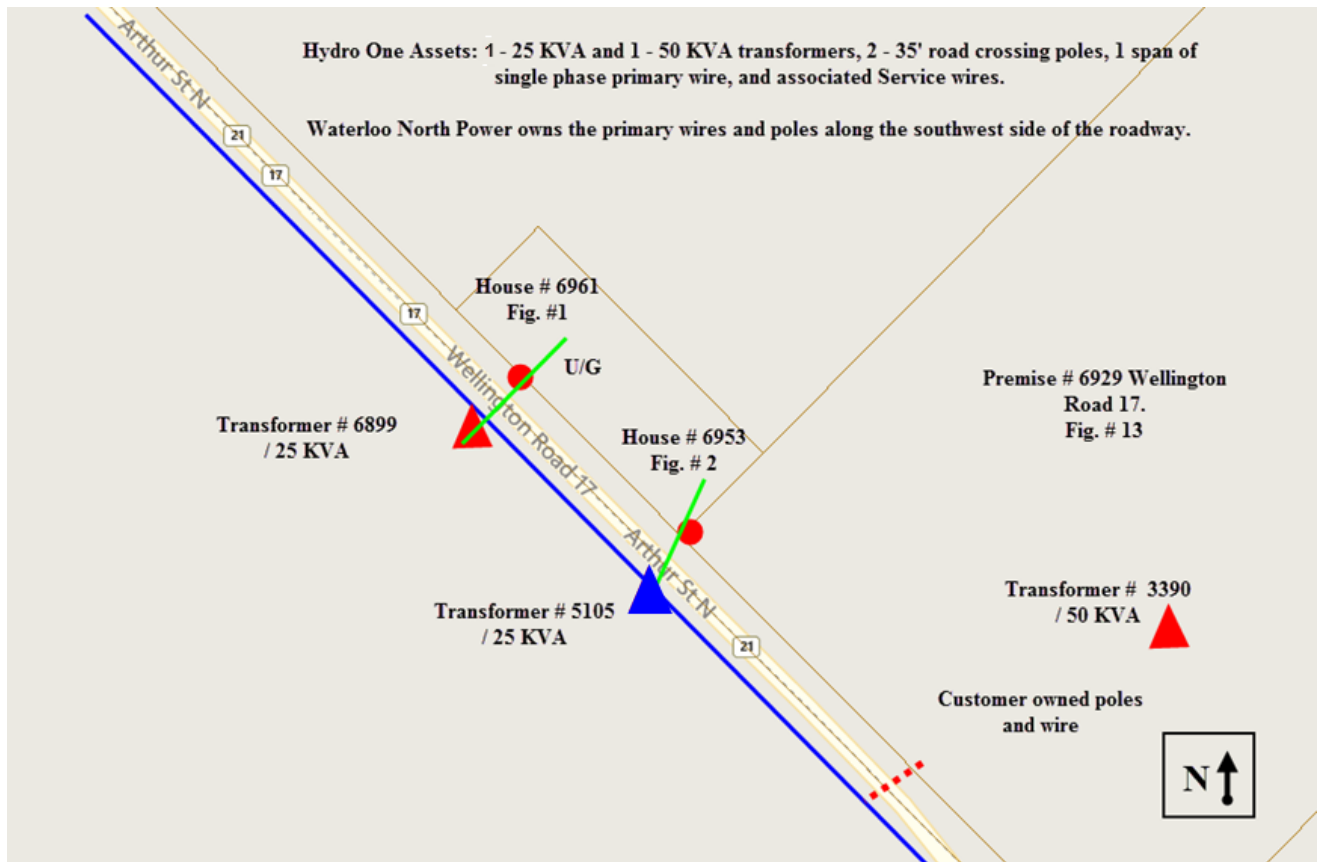 Arthur St N
Hydro One Assets: 1 - 25 KVA and 1 - 50 KVA transformers, 2 - 35' road crossing poles, 1 span of
single phase primary wire, and associated Service wires.
Waterloo North Power owns the primary wires and poles along the southwest side of the roadway.
21
17
House # 6961
Fig. #1
17
U/G
Wellington Road 17
Premise # 6929 Wellington
Road 17.
Fig. # 13
Transformer # 6899
/ 25 KVA
House # 6953
Fig. # 2
Arthur St N
Transformer # 5105
/ 25 KVA
Transformer # 3390
/ 50 KVA
21
Customer owned poles
and wire
N